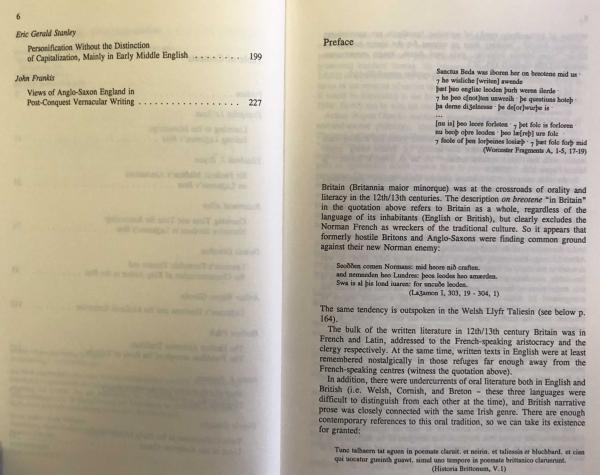 6
Eric Gerald Stanley
Personification Without the Distinction
of Capitalization, Mainly in Early Middle English . . . . . . . . 199
John Frankis
Views of Anglo-Saxon England in
Post-Conquest Vernacular Writing . . . . . . . . . . . . . . . . . . 227
Preface
Sanctus Beda was iboren her on breotene mid us ·
⁊ he wisliche [writen] awende
þæt þeo englise leoden þurh weren ilerde ·
⁊ he þeo c[not]ten unwreih · þe questiuns hoteþ ·
þa derne diȝelnesse · þe de[or]wurþe is
...
[nu is] þeo leore forleten · ⁊ þet folc is forloren
nu beoþ oþre leoden · þeo læ[reþ] ure folc
⁊ feole of þen lorþeines losiæþ · ⁊ þæt folc forþ mid
(Worcester Fragments A, 1-5, 17-19)
Britain (Britannia maior minorque) was at the crossroads of orality and
literacy in the 12th/13th centuries. The description on breotene "in Britain"
in the quotation above refers to Britain as a whole, regardless of the
language of its inhabitants (English or British), but clearly excludes the
Norman French as wreckers of the traditional culture. So it appears that
formerly hostile Britons and Anglo-Saxons were finding common ground
against their new Norman enemy:
Seoððen comen Normans: mid heore nið craften.
and nemneden heo Lundres: þeos leodes heo amærden.
Swa is al þis lond iuaren: for uncuðe leoden.
(Laȝamon I, 303, 19 - 304, 1)
The same tendency is outspoken in the Welsh Llyfr Taliesin (see below p.
164).
The bulk of the written literature in 12th/13th century Britain was in
French and Latin, addressed to the French-speaking aristocracy and the
clergy respectively. At the same time, written texts in English were at least
remembered nostalgically in those refuges far enough away from the
French-speaking centres (witness the quotation above).
In addition, there were undercurrents of oral literature both in English and
British (i.e. Welsh, Cornish, and Breton – these three languages were
difficult to distinguish from each other at the time), and British narrative
prose was closely connected with the same Irish genre. There are enough
contemporary references to this oral tradition, so we can take its existence
for granted:
Tunc talhaern tat aguen in poemate claruit. et neirin. et taliessin et bluchbard. et cian
qui uocatur gueinth guawt. simul uno tempore in poemate brittanico claruerunt.
(Historia Brittonum, V.1)